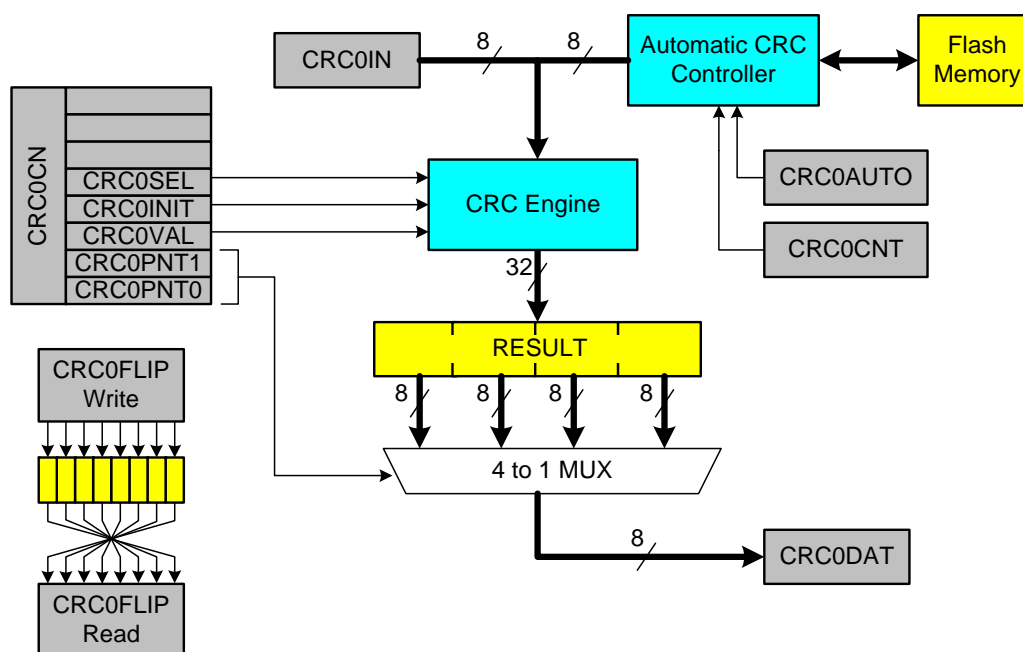 CRC0IN
8
8
Automatic CRC
Controller
Flash
Memory
CRC0CN
CRC0SEL
CRC0INIT
CRC0VAL
CRC0PNT1
CRC0PNT0
CRC Engine
CRC0AUTO
CRC0CNT
32
RESULT
8
8
8
8
4 to 1 MUX
8
CRC0DAT
CRC0FLIP
Write
CRC0FLIP
Read